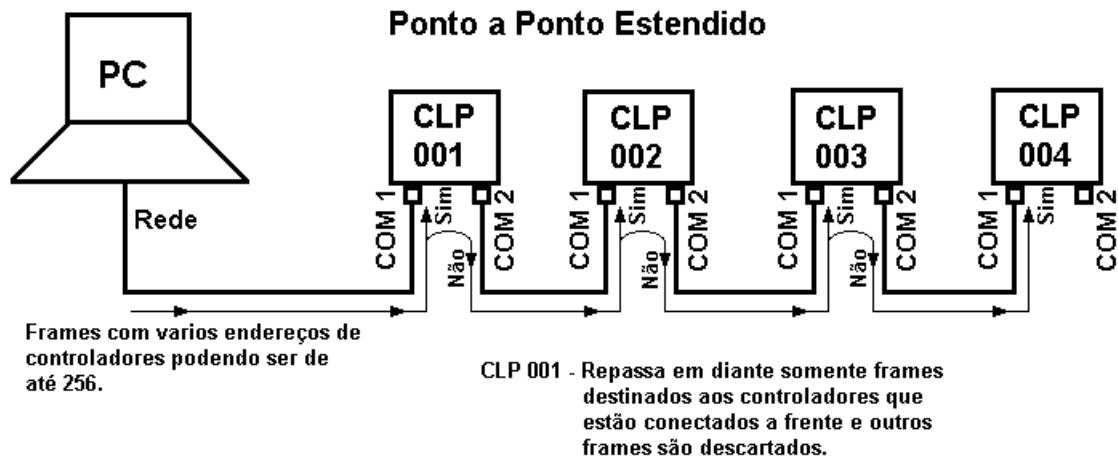 Ponto a Ponto Estendido
PC
CLP
001
CLP
002
CLP
003
CLP
004
COM 1
Sim
Não
COM 2
COM 1
Sim
Não
COM 2
COM 1
Sim
Não
COM 2
COM 1
Sim
COM 2
Rede
Frames com varios endereços de
controladores podendo ser de
até 256.
CLP 001 - Repassa em diante somente frames
destinados aos controladores que
estão conectados a frente e outros
frames são descartados.